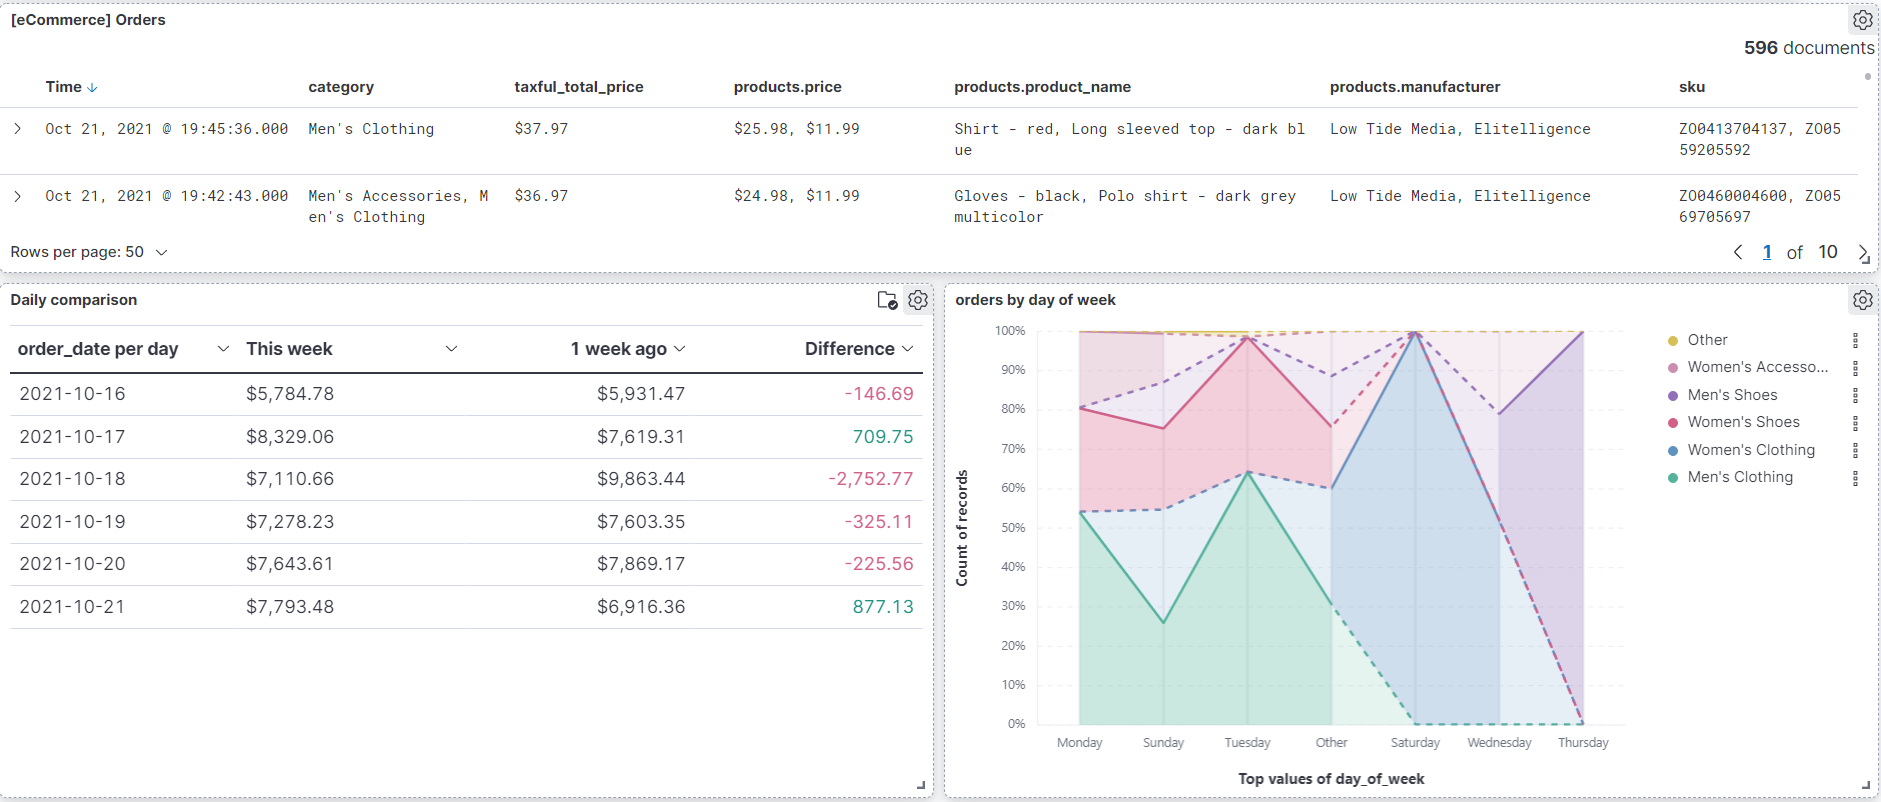 [eCommerce] Orders
596 documents
Time category taxful_total_price products.price products.product_name products.manufacturer sku
Oct 21, 2021 @ 19:45:36.000 Men's Clothing $37.97 $25.98, $11.99 Shirt - red, Long sleeved top - dark bl Low Tide Media, Elitelligence ZO0413704137, ZO05
ue 59205592
Oct 21, 2021 @ 19:42:43.000 Men's Accessories, M $36.97 $24.98, $11.99 Gloves - black, Polo shirt - dark grey Low Tide Media, Elitelligence ZO0460004600, ZO05
en's Clothing multicolor 69705697
Rows per page: 50 1 of 10
Daily comparison
order_date per day This week 1 week ago Difference
2021-10-16 $5,784.78 $5,931.47 -146.69
2021-10-17 $8,329.06 $7,619.31 709.75
2021-10-18 $7,110.66 $9,863.44 -2,752.77
2021-10-19 $7,278.23 $7,603.35 -325.11
2021-10-20 $7,643.61 $7,869.17 -225.56
2021-10-21 $7,793.48 $6,916.36 877.13
orders by day of week
Count of records
100%
90%
80%
70%
60%
50%
40%
30%
20%
10%
0%
Monday Sunday Tuesday Other Saturday Wednesday Thursday
Top values of day_of_week
Other
Women's Accesso...
Men's Shoes
Women's Shoes
Women's Clothing
Men's Clothing